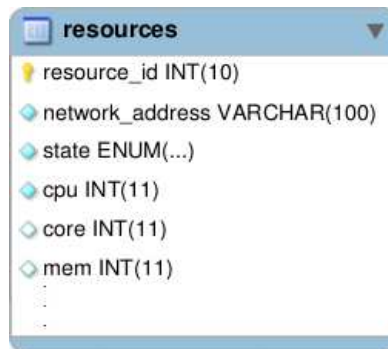 resources
resource_id INT(10)
network_address VARCHAR(100)
state ENUM(...)
cpu INT(11)
core INT(11)
mem INT(11)
.
.
.